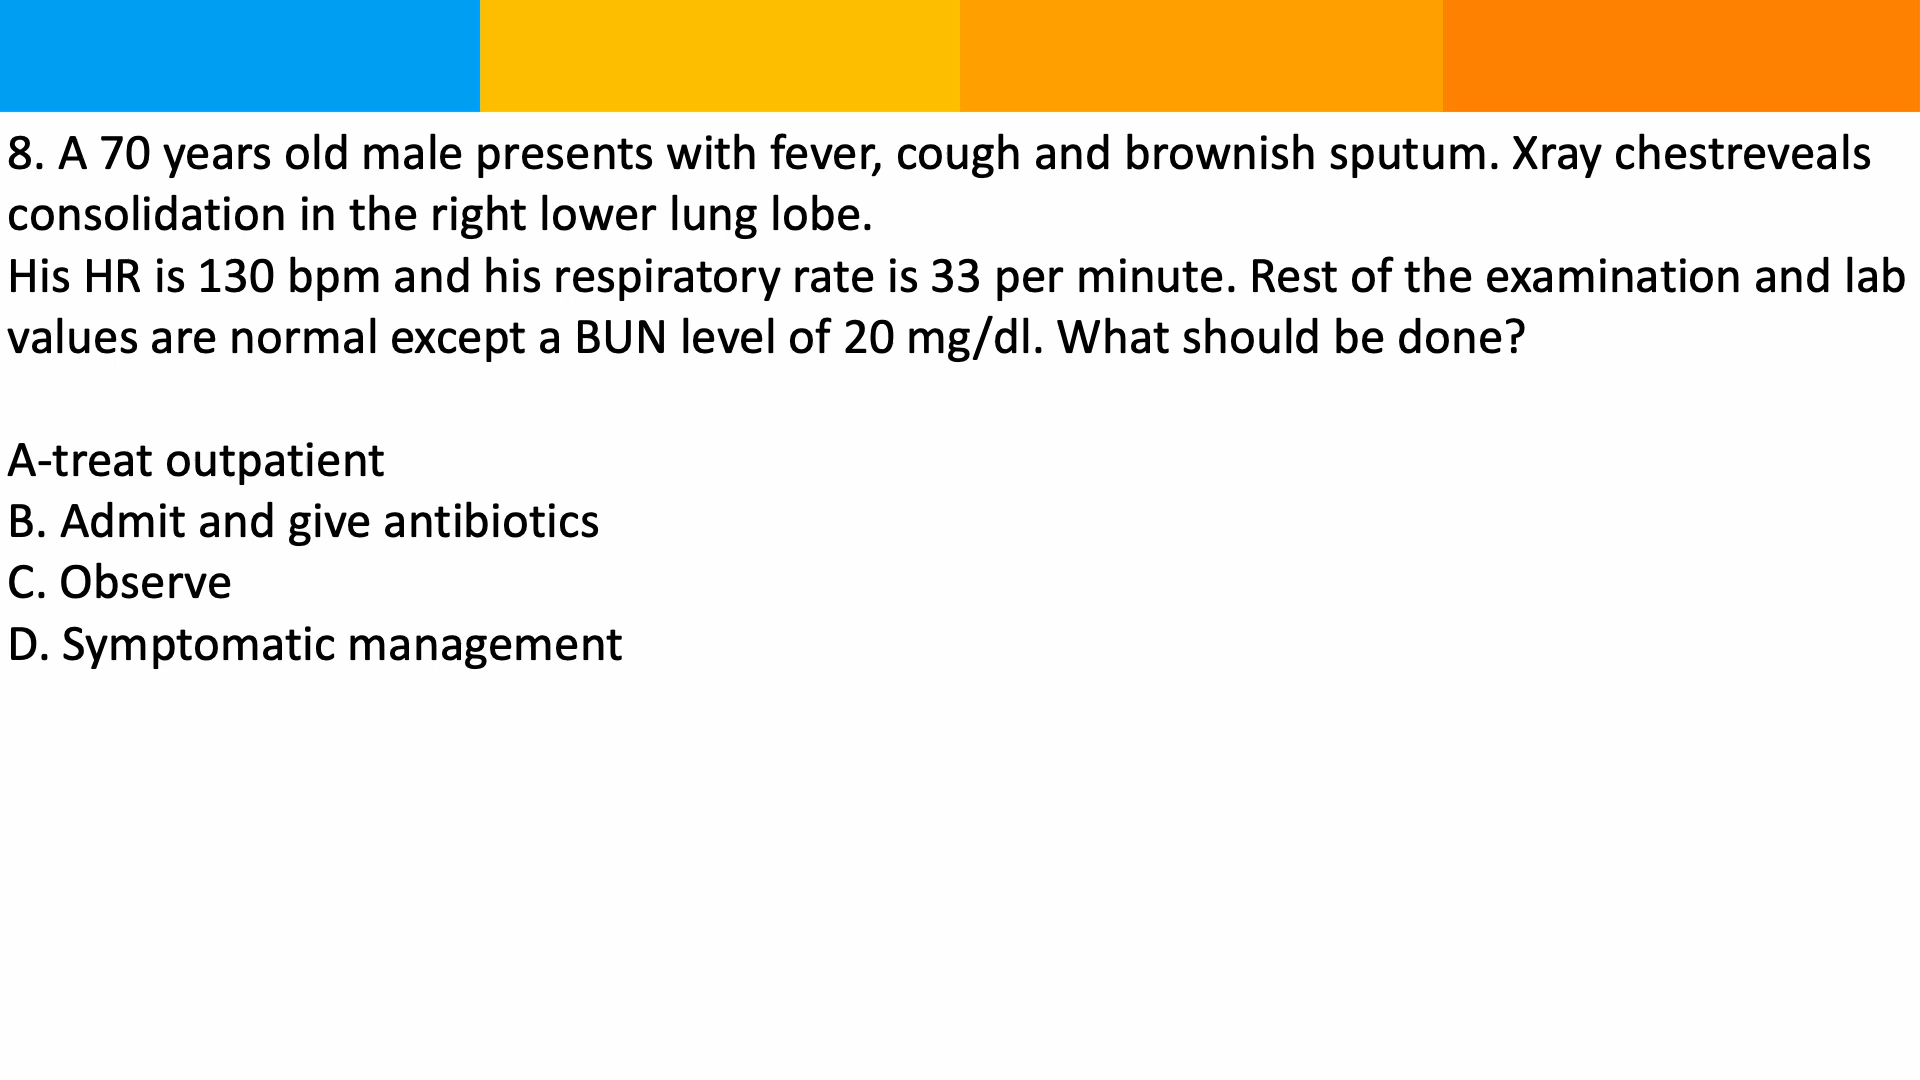 8. A 70 years old male presents with fever, cough and brownish sputum. Xray chestreveals
consolidation in the right lower lung lobe.
His HR is 130 bpm and his respiratory rate is 33 per minute. Rest of the examination and lab
values are normal except a BUN level of 20 mg/dl. What should be done?
A-treat outpatient
B. Admit and give antibiotics
C. Observe
D. Symptomatic management